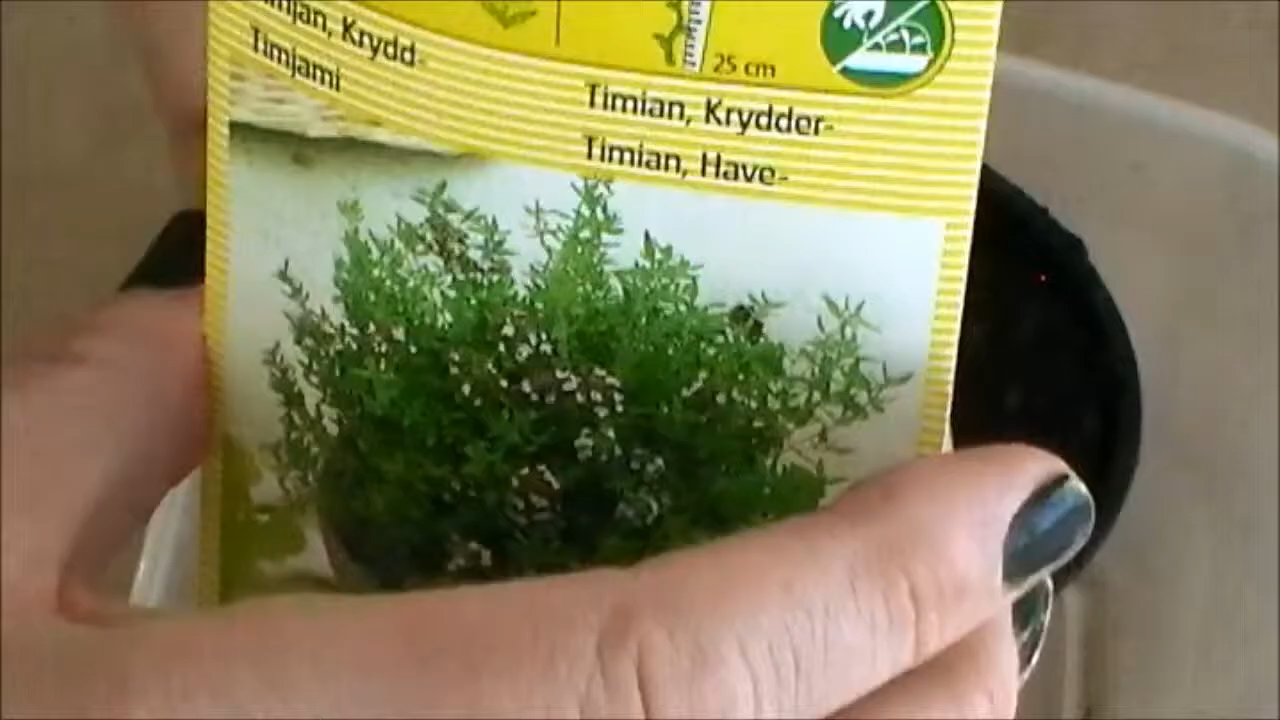 Krydd-
Timjami
25 cm
Timian, Krydder-
Timian, Have-